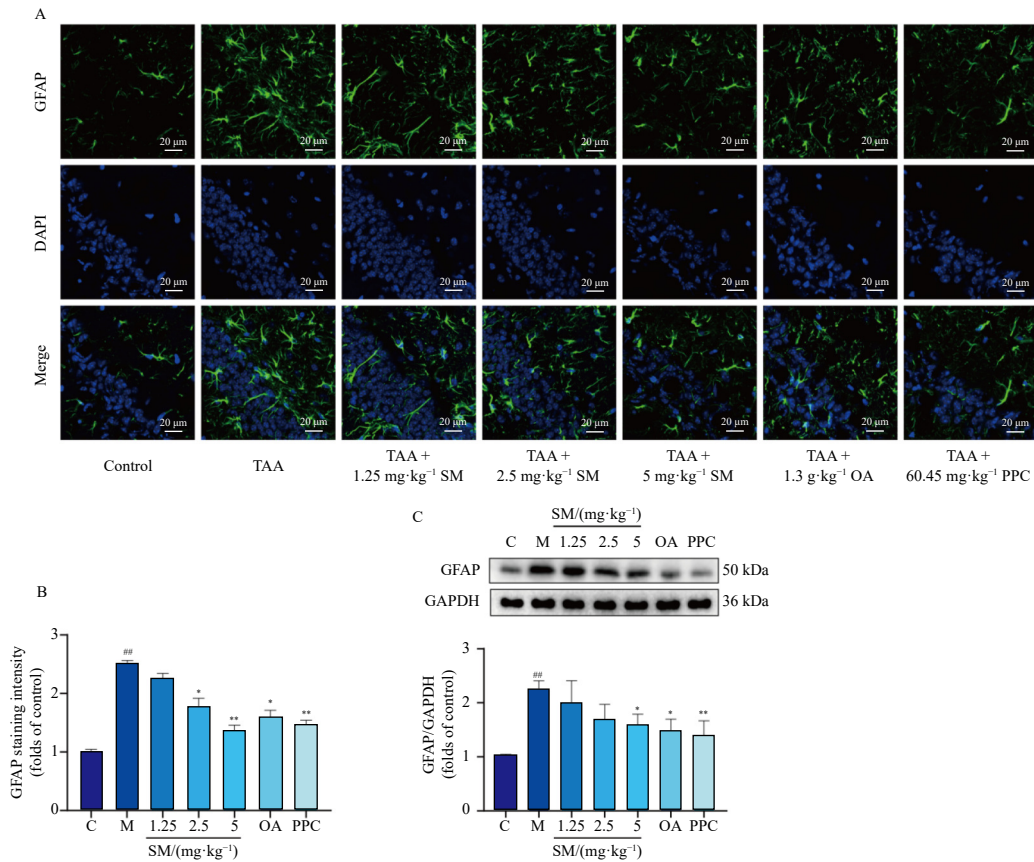 A
GFAP
20 μm 20 μm 20 μm 20 μm 20 μm 20 μm 20 μm
DAPI
20 μm 20 μm 20 μm 20 μm 20 μm 20 μm 20 μm
Merge
20 μm 20 μm 20 μm 20 μm 20 μm 20 μm 20 μm
Control
TAA
TAA +
1.25 mg·kg⁻¹ SM
TAA +
2.5 mg·kg⁻¹ SM
TAA +
5 mg·kg⁻¹ SM
TAA +
1.3 g·kg⁻¹ OA
TAA +
60.45 mg·kg⁻¹ PPC
B
GFAP staining intensity
(folds of control)
3
2
1
0
## * ** * **
C M 1.25 2.5 5 OA PPC
SM/(mg·kg⁻¹)
C
SM/(mg·kg⁻¹)
C M 1.25 2.5 5 OA PPC
GFAP 50 kDa
GAPDH 36 kDa
GFAP/GAPDH
(folds of control)
3
2
1
0
## * * **
C M 1.25 2.5 5 OA PPC
SM/(mg·kg⁻¹)